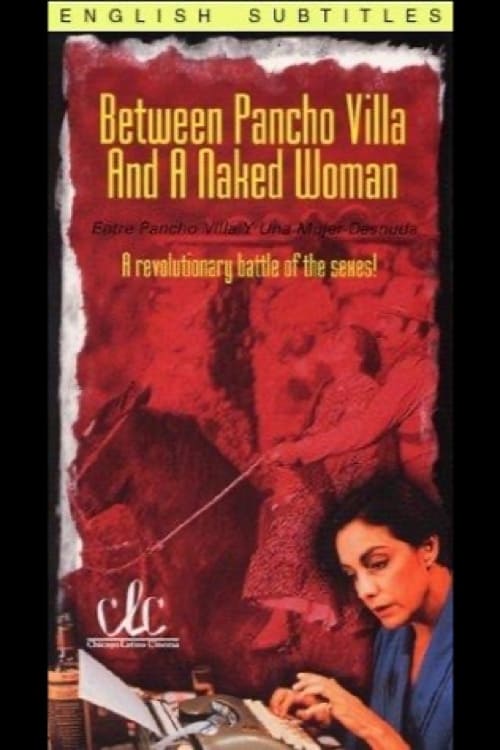 ENGLISH SUBTITLES
Between Pancho Villa
And A Naked Woman
Entre Pancho Villa Y Una Mujer Desnuda
A revolutionary battle of the sexes!
clc
Chicago Latino Cinema